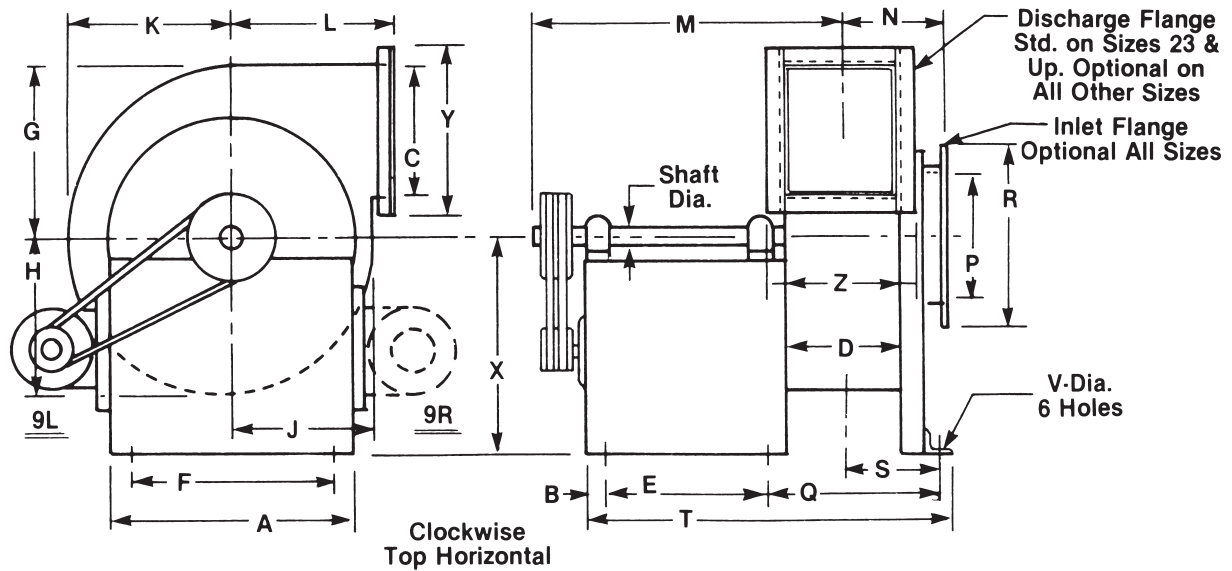 K
L
M
N
Discharge Flange
Std. on Sizes 23 &
Up. Optional on
All Other Sizes
Inlet Flange
Optional All Sizes
G
Y
C
Shaft
Dia.
R
P
H
Z
D
X
V-Dia.
6 Holes
9L
J
9R
S
F
B
E
Q
A
T
Clockwise
Top Horizontal